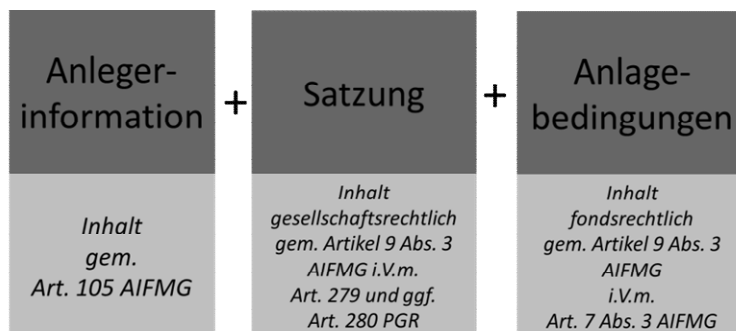 Anleger-
information
+
Satzung
+
Anlage-
bedingungen
Inhalt
gem.
Art. 105 AIFMG
Inhalt
gesellschaftsrechtlich
gem. Artikel 9 Abs. 3
AIFMG i.V.m.
Art. 279 und ggf.
Art. 280 PGR
Inhalt
fondsrechtlich
gem. Artikel 9 Abs. 3
AIFMG
i.V.m.
Art. 7 Abs. 3 AIFMG